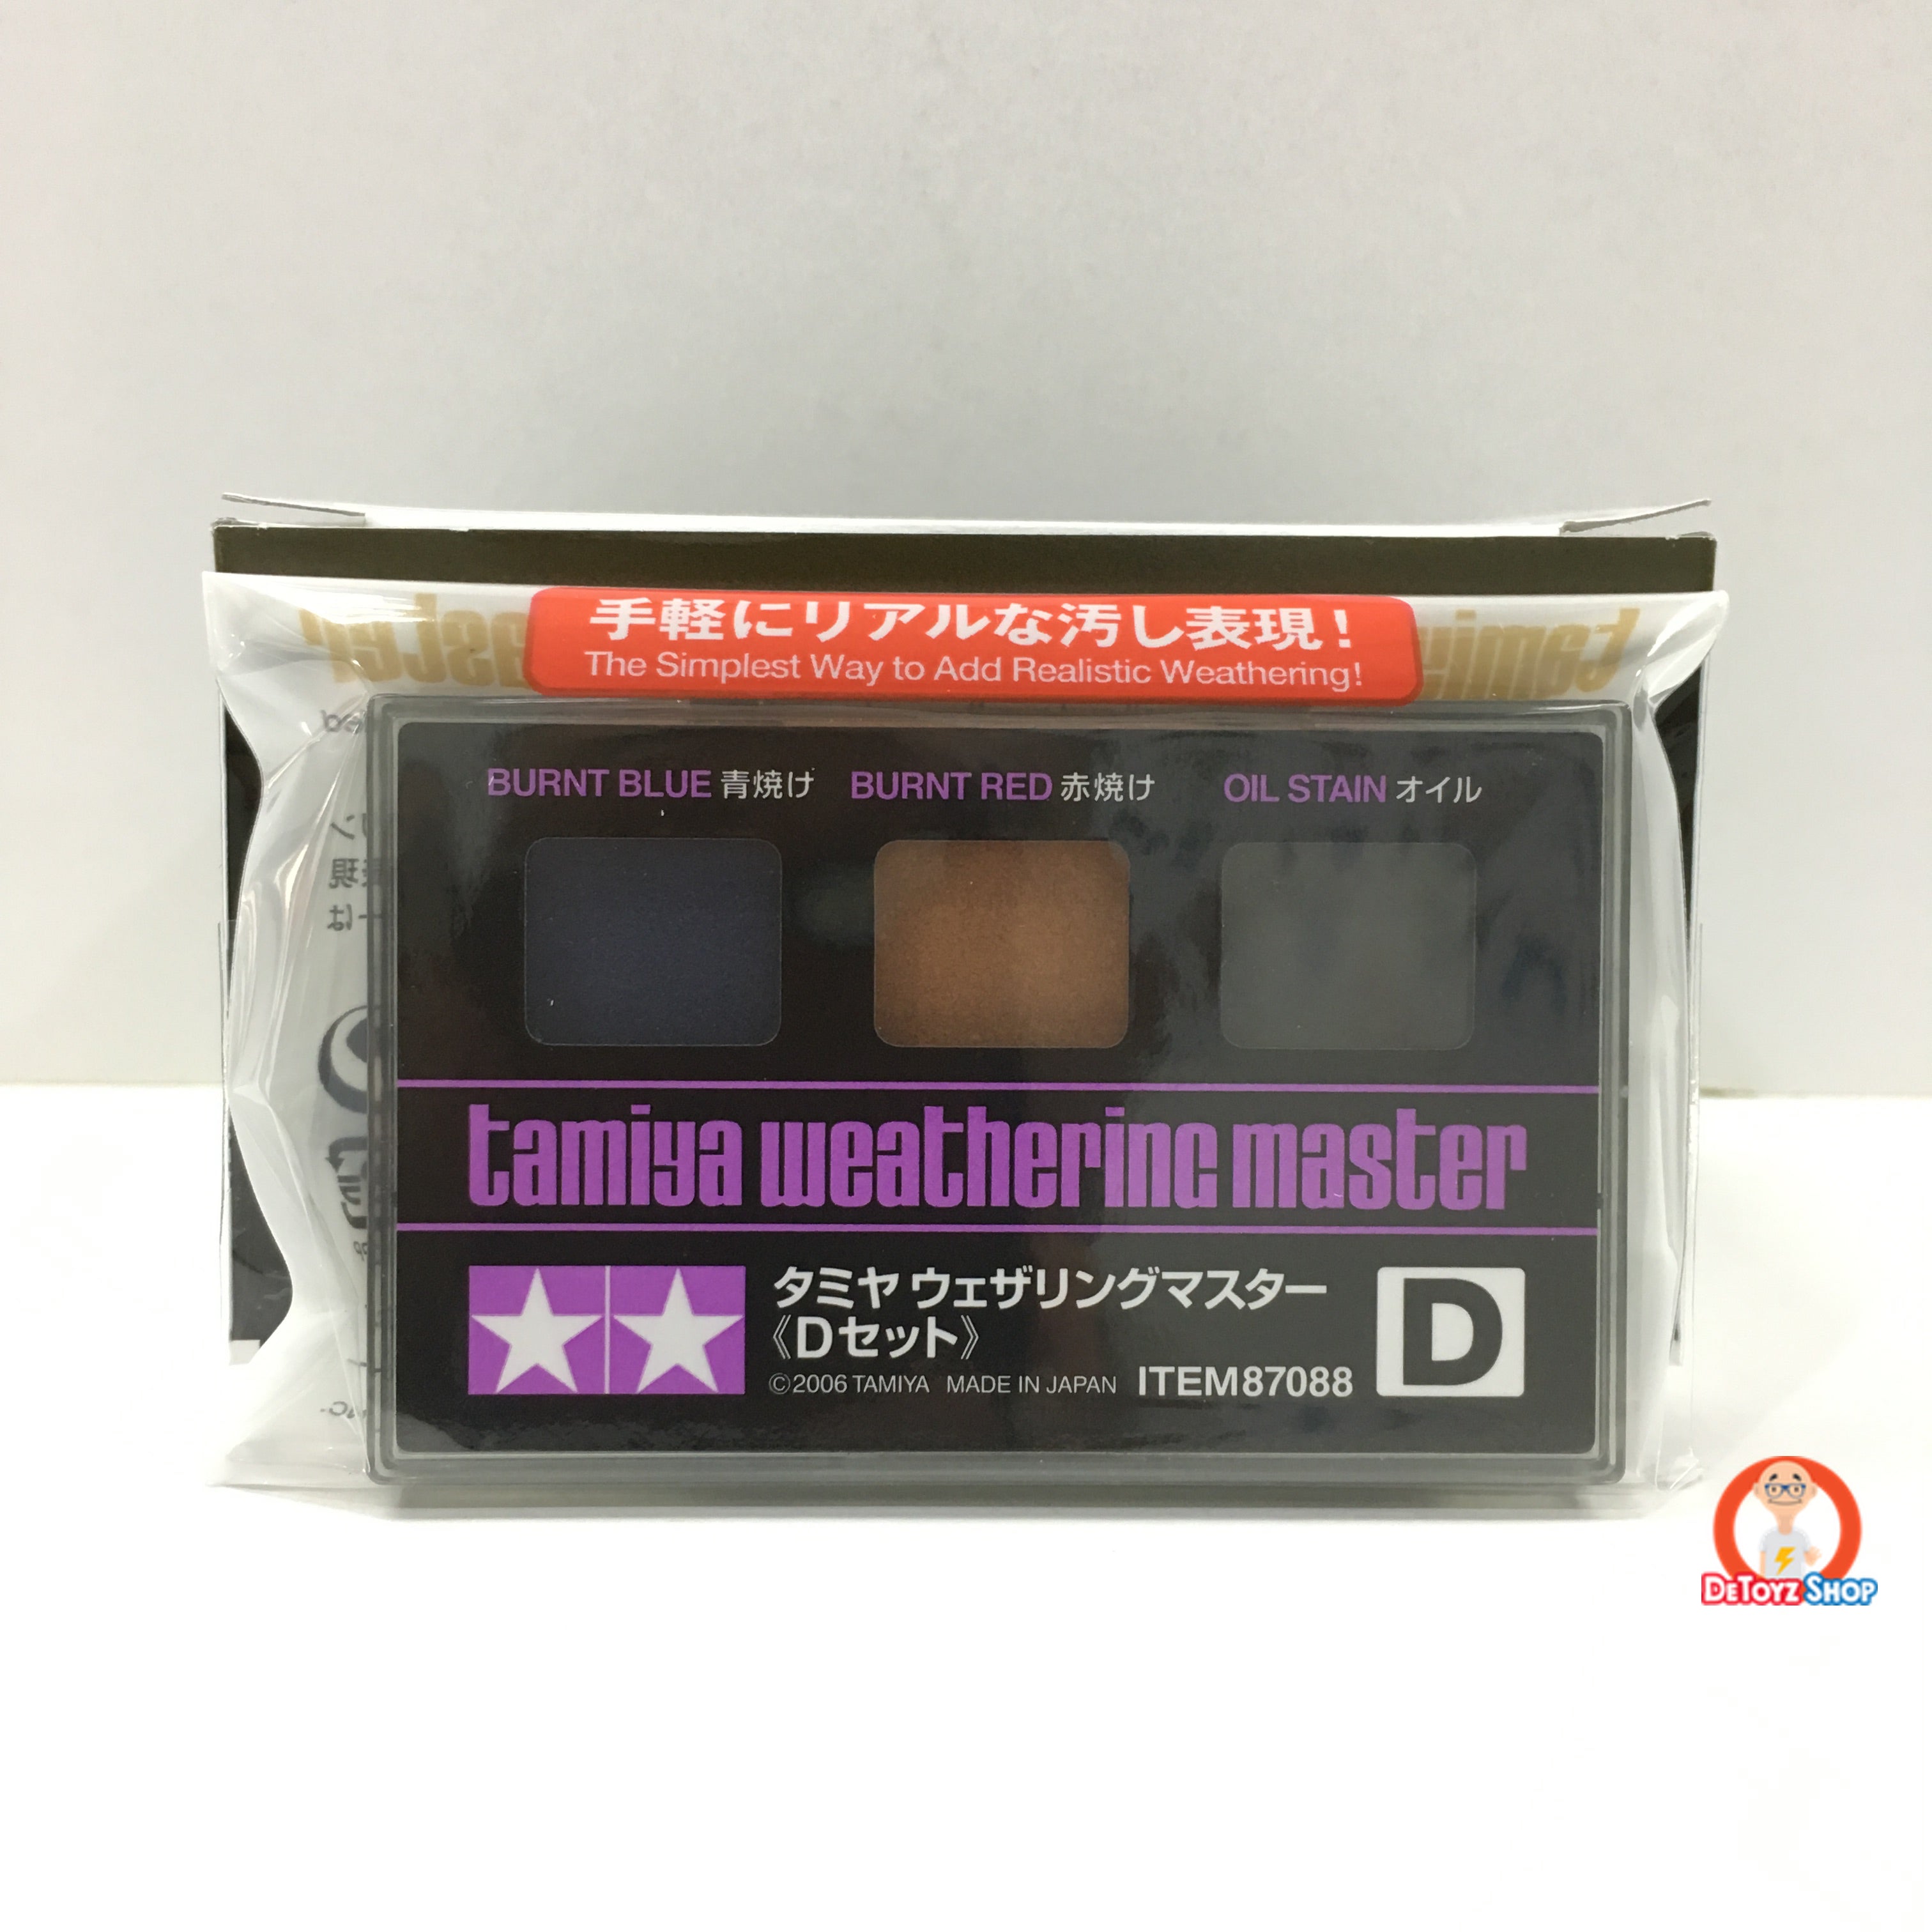 手軽にリアルな汚し表現！
The Simplest Way to Add Realistic Weathering!
BURNT BLUE 青焼け BURNT RED 赤焼け OIL STAIN オイル
tamiya weathering master
タミヤ ウェザリングマスター
《Dセット》
©2006 TAMIYA MADE IN JAPAN ITEM87088
D
DETOYZ SHOP